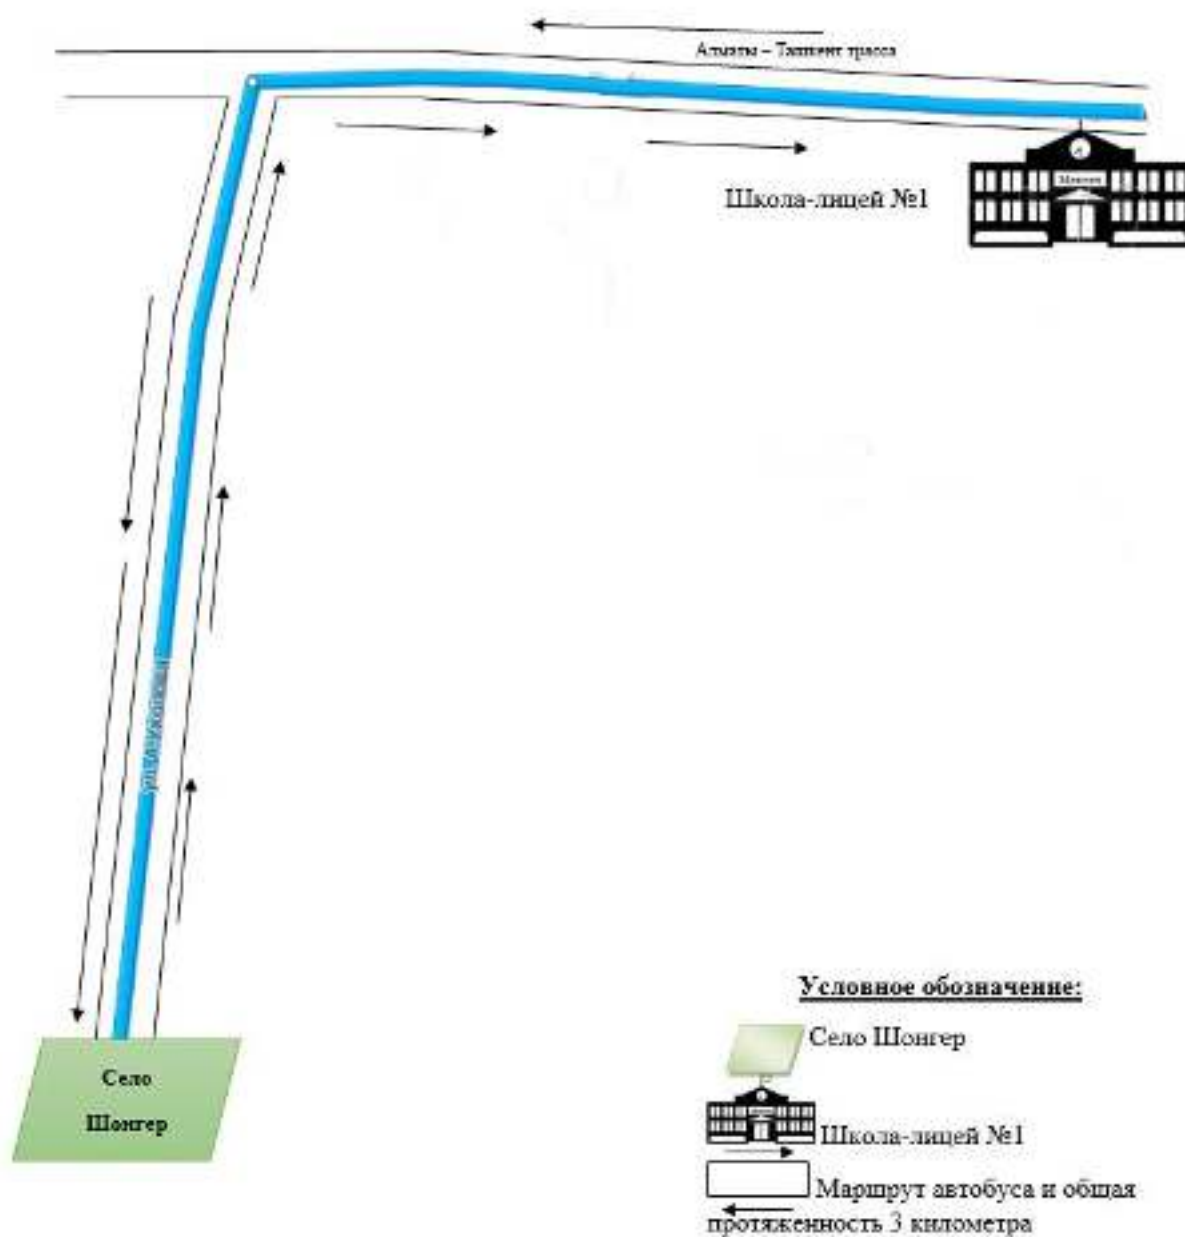 Алматы – Ташкент трасса
Школа-лицей №1
Село
Шонгер
Условное обозначение:
Село Шонгер
Школа-лицей №1
Маршрут автобуса и общая
протяженность 3 километра